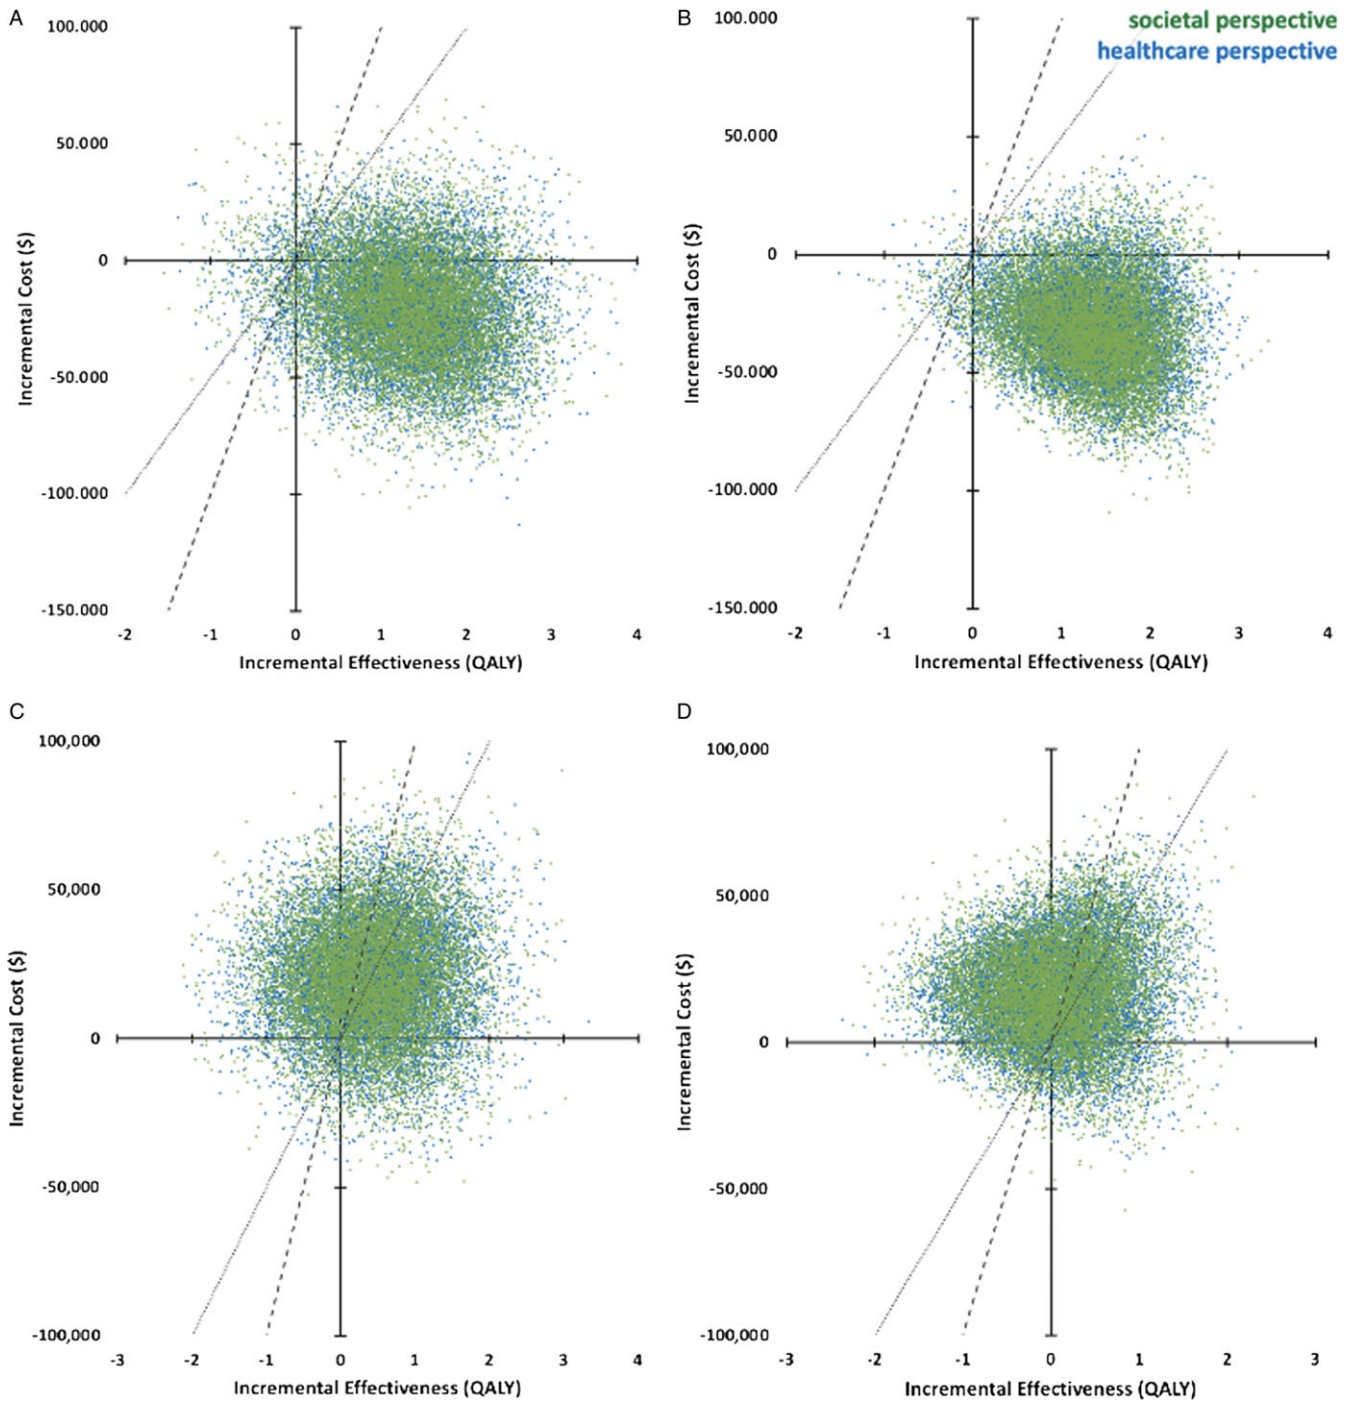 A
100.000
50.000
0
-50.000
-100.000
-150.000
-2 -1 0 1 2 3 4
Incremental Effectiveness (QALY)
Incremental Cost ($)
B
societal perspective
healthcare perspective
100.000
50.000
0
-50.000
-100.000
-150.000
-2 -1 0 1 2 3 4
Incremental Effectiveness (QALY)
Incremental Cost ($)
C
100,000
50,000
0
-50,000
-100,000
-3 -2 -1 0 1 2 3 4
Incremental Effectiveness (QALY)
Incremental Cost ($)
D
100,000
50,000
0
-50,000
-100,000
-3 -2 -1 0 1 2 3
Incremental Effectiveness (QALY)
Incremental Cost ($)